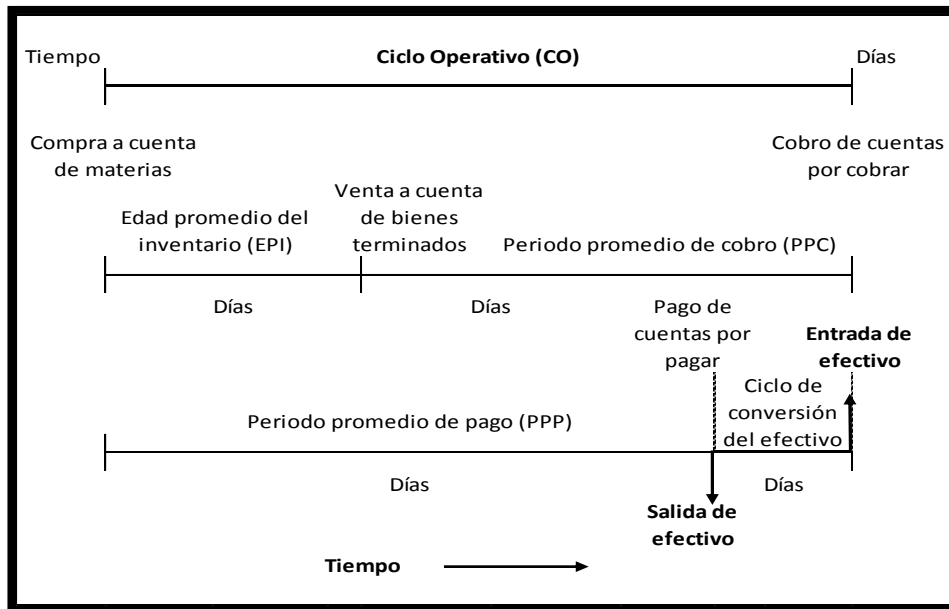 Tiempo
Ciclo Operativo (CO)
Días
Compra a cuenta
de materias
Cobro de cuentas
por cobrar
Edad promedio del
inventario (EPI)
Venta a cuenta
de bienes
terminados
Periodo promedio de cobro (PPC)
Días
Días
Pago de
cuentas por
pagar
Entrada de
efectivo
Periodo promedio de pago (PPP)
Ciclo de
conversión
del efectivo
Días
Días
Salida de
efectivo
Tiempo